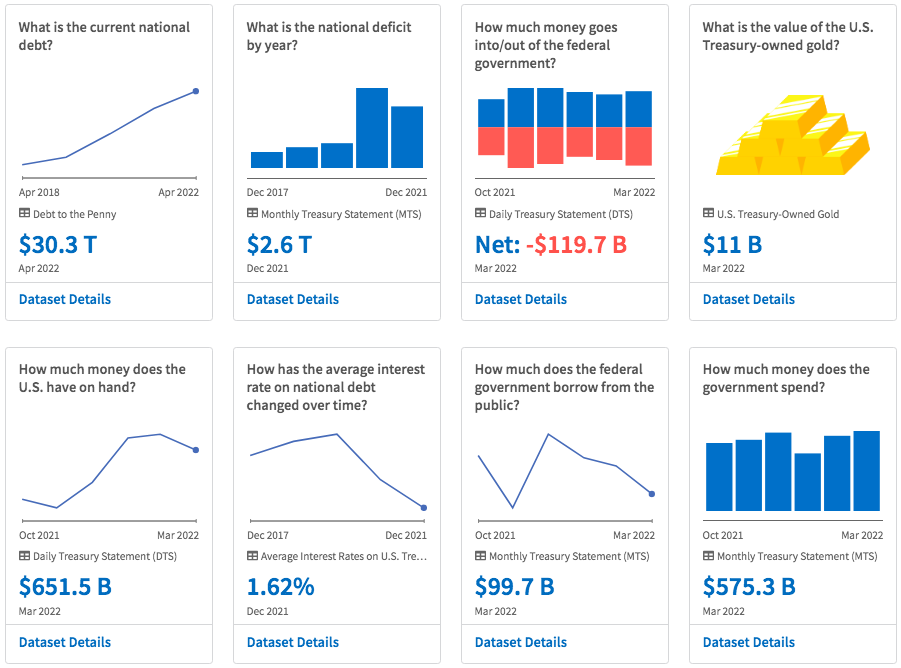 What is the current national
debt?
Apr 2018 Apr 2022
Debt to the Penny
$30.3 T
Apr 2022
Dataset Details
What is the national deficit
by year?
Dec 2017 Dec 2021
Monthly Treasury Statement (MTS)
$2.6 T
Dec 2021
Dataset Details
How much money goes
into/out of the federal
government?
Oct 2021 Mar 2022
Daily Treasury Statement (DTS)
Net: -$119.7 B
Mar 2022
Dataset Details
What is the value of the U.S.
Treasury-owned gold?
U.S. Treasury-Owned Gold
$11 B
Mar 2022
Dataset Details
How much money does the
U.S. have on hand?
Oct 2021 Mar 2022
Daily Treasury Statement (DTS)
$651.5 B
Mar 2022
Dataset Details
How has the average interest
rate on national debt
changed over time?
Dec 2017 Dec 2021
Average Interest Rates on U.S. Tre...
1.62%
Dec 2021
Dataset Details
How much does the federal
government borrow from the
public?
Oct 2021 Mar 2022
Monthly Treasury Statement (MTS)
$99.7 B
Mar 2022
Dataset Details
How much money does the
government spend?
Oct 2021 Mar 2022
Monthly Treasury Statement (MTS)
$575.3 B
Mar 2022
Dataset Details